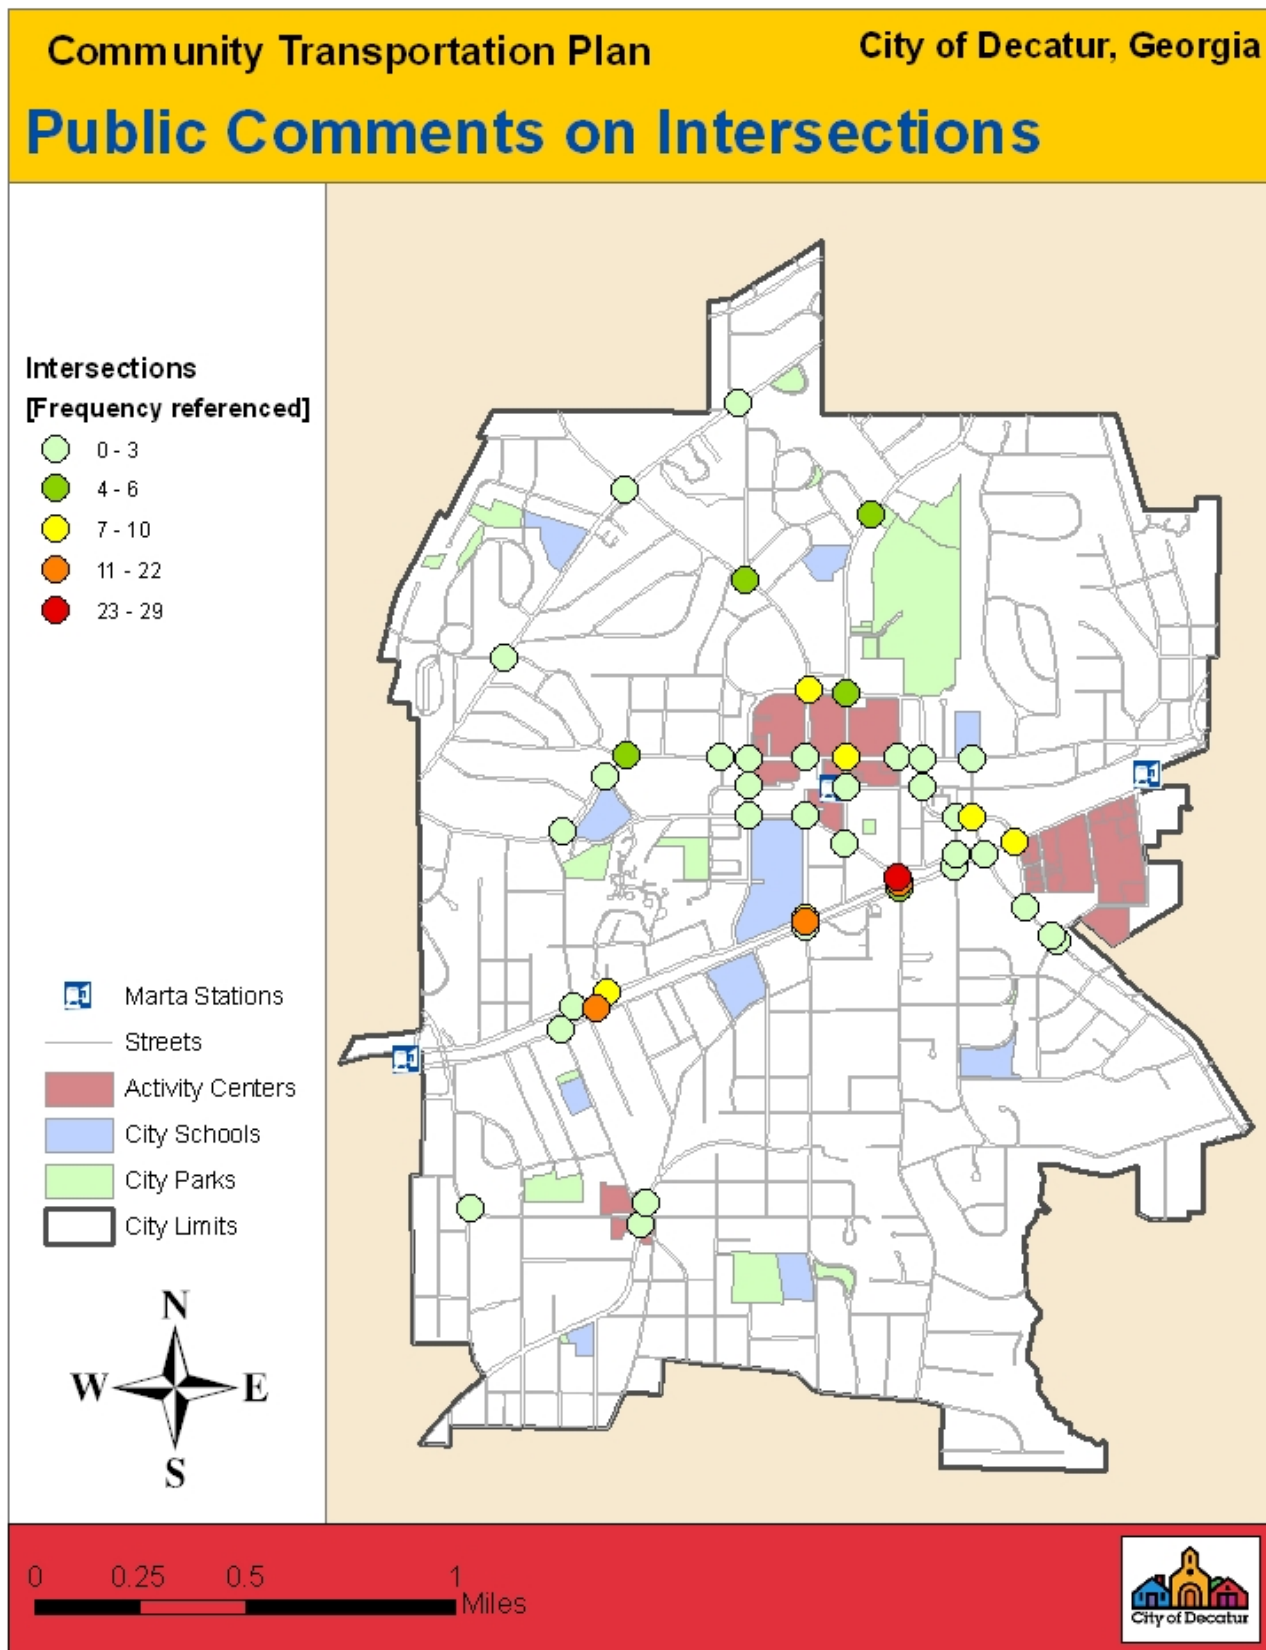 Community Transportation Plan
City of Decatur, Georgia
Public Comments on Intersections
Intersections
[Frequency referenced]
0 - 3
4 - 6
7 - 10
11 - 22
23 - 29
Marta Stations
Streets
Activity Centers
City Schools
City Parks
City Limits
N
W E
S
0 0.25 0.5 1
Miles
City of Decatur